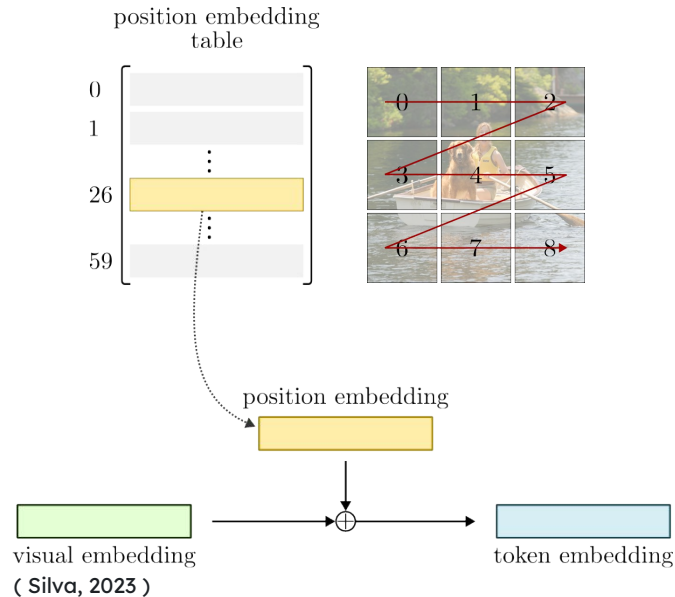 position embedding
table
0
1
26
59
0 1 2
3 4 5
6 7 8
position embedding
visual embedding
token embedding
( Silva, 2023 )